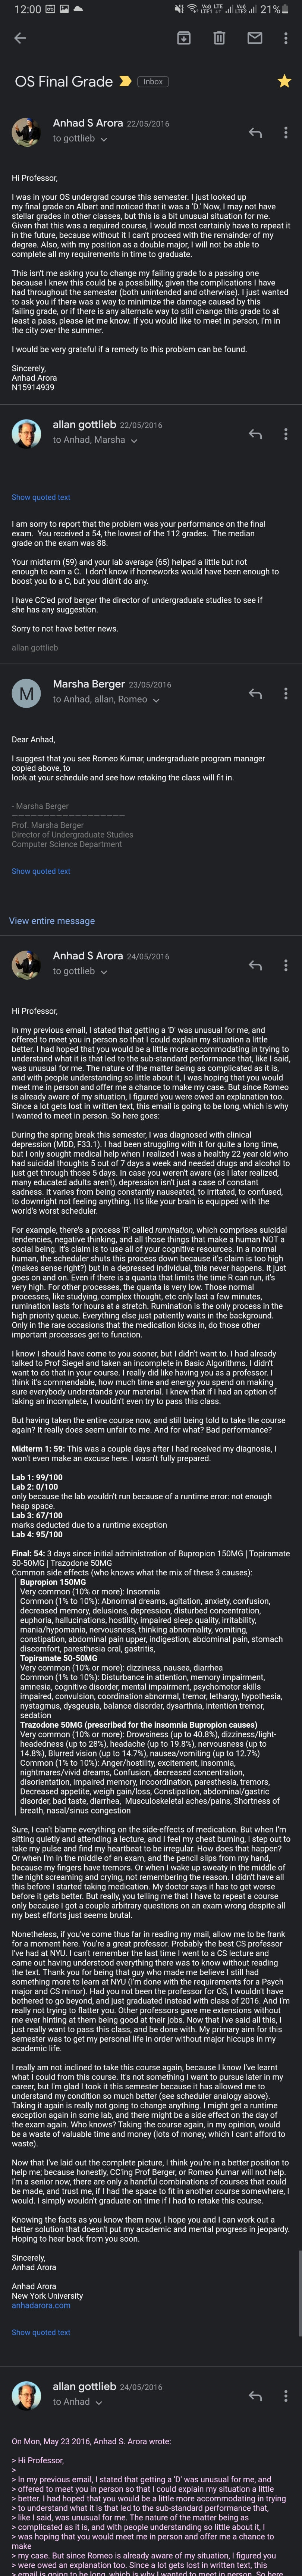 12:00
VoI) LTE
LTE1
VoI)
LTE2
21%
OS Final Grade
Inbox
Anhad S Arora 22/05/2016
to gottlieb
Hi Professor,
I was in your OS undergrad course this semester. I just looked up
my final grade on Albert and noticed that it was a 'D.' Now, I may not have
stellar grades in other classes, but this is a bit unusual situation for me.
Given that this was a required course, I would most certainly have to repeat it
in the future, because without it I can't proceed with the remainder of my
degree. Also, with my position as a double major, I will not be able to
complete all my requirements in time to graduate.
This isn't me asking you to change my failing grade to a passing one
because I knew this could be a possibility, given the complications I have
had throughout the semester (both unintended and otherwise). I just wanted
to ask you if there was a way to minimize the damage caused by this
failing grade, or if there is any alternate way to still change this grade to at
least a pass, please let me know. If you would like to meet in person, I'm in
the city over the summer.
I would be very grateful if a remedy to this problem can be found.
Sincerely,
Anhad Arora
N15914939
allan gottlieb 22/05/2016
to Anhad, Marsha
Show quoted text
I am sorry to report that the problem was your performance on the final
exam. You received a 54, the lowest of the 112 grades. The median
grade on the exam was 88.
Your midterm (59) and your lab average (65) helped a little but not
enough to earn a C. I don't know if homeworks would have been enough to
boost you to a C, but you didn't do any.
I have CC'ed prof berger the director of undergraduate studies to see if
she has any suggestion.
Sorry to not have better news.
allan gottlieb
M
Marsha Berger 23/05/2016
to Anhad, allan, Romeo
Dear Anhad,
I suggest that you see Romeo Kumar, undergraduate program manager
copied above, to
look at your schedule and see how retaking the class will fit in.
- Marsha Berger
Prof. Marsha Berger
Director of Undergraduate Studies
Computer Science Department
Show quoted text
View entire message
Anhad S Arora 24/05/2016
to gottlieb
Hi Professor,
In my previous email, I stated that getting a 'D' was unusual for me, and
offered to meet you in person so that I could explain my situation a little
better. I had hoped that you would be a little more accommodating in trying to
understand what it is that led to the sub-standard performance that, like I said,
was unusual for me. The nature of the matter being as complicated as it is,
and with people understanding so little about it, I was hoping that you would
meet me in person and offer me a chance to make my case. But since Romeo
is already aware of my situation, I figured you were owed an explanation too.
Since a lot gets lost in written text, this email is going to be long, which is why
I wanted to meet in person. So here goes:
During the spring break this semester, I was diagnosed with clinical
depression (MDD, F33.1). I had been struggling with it for quite a long time,
but I only sought medical help when I realized I was a healthy 22 year old who
had suicidal thoughts 5 out of 7 days a week and needed drugs and alcohol to
just get through those 5 days. In case you weren't aware (as I later realized,
many educated adults aren't), depression isn't just a case of constant
sadness. It varies from being constantly nauseated, to irritated, to confused,
to downright not feeling anything. It's like your brain is equipped with the
world's worst scheduler.
For example, there's a process 'R' called rumination, which comprises suicidal
tendencies, negative thinking, and all those things that make a human NOT a
social being. It's claim is to use all of your cognitive resources. In a normal
human, the scheduler shuts this process down because it's claim is too high
(makes sense right?) but in a depressed individual, this never happens. It just
goes on and on. Even if there is a quanta that limits the time R can run, it's
very high. For other processes, the quanta is very low. Those normal
processes, like studying, complex thought, etc only last a few minutes,
rumination lasts for hours at a stretch. Rumination is the only process in the
high priority queue. Everything else just patiently waits in the background.
Only in the rare occasions that the medication kicks in, do those other
important processes get to function.
I know I should have come to you sooner, but I didn't want to. I had already
talked to Prof Siegel and taken an incomplete in Basic Algorithms. I didn't
want to do that in your course. I really did like having you as a professor. I
think it's commendable, how much time and energy you spend on making
sure everybody understands your material. I knew that if I had an option of
taking an incomplete, I wouldn't even try to pass this class.
But having taken the entire course now, and still being told to take the course
again? It really does seem unfair to me. And for what? Bad performance?
Midterm 1: 59: This was a couple days after I had received my diagnosis, I
won't even make an excuse here. I wasn't fully prepared.
Lab 1: 99/100
Lab 2: 0/100
only because the lab wouldn't run because of a runtime error: not enough
heap space.
Lab 3: 67/100
marks deducted due to a runtime exception
Lab 4: 95/100
Final: 54: 3 days since initial administration of Bupropion 150MG | Topiramate
50-50MG | Trazodone 50MG
Common side effects (who knows what the mix of these 3 causes):
Bupropion 150MG
Very common (10% or more): Insomnia
Common (1% to 10%): Abnormal dreams, agitation, anxiety, confusion,
decreased memory, delusions, depression, disturbed concentration,
euphoria, hallucinations, hostility, impaired sleep quality, irritability,
mania/hypomania, nervousness, thinking abnormality, vomiting,
constipation, abdominal pain upper, indigestion, abdominal pain, stomach
discomfort, paresthesia oral, gastritis,
Topiramate 50-50MG
Very common (10% or more): dizziness, nausea, diarrhea
Common (1% to 10%): Disturbance in attention, memory impairment,
amnesia, cognitive disorder, mental impairment, psychomotor skills
impaired, convulsion, coordination abnormal, tremor, lethargy, hypothesia,
nystagmus, dysgeusia, balance disorder, dysathria, intention tremor,
sedation
Trazodone 50MG (prescribed for the insomnia Bupropion causes)
Very common (10% or more): Drowsiness (up to 40.8%), dizziness/light-
headedness (up to 28%), headache (up to 19.8%), nervousness (up to
14.8%), Blurred vision (up to 14.7%), nausea/vomiting (up to 12.7%)
Common (1% to 10%): Anger/hostility, excitement, insomnia,
nightmares/vivid dreams, Confusion, decreased concentration,
disorientation, impaired memory, incoordination, paresthesia, tremors,
Decreased appetite, weigh gain/loss, Constipation, abdominal/gastric
disorder, bad taste, diarrhea, Musculoskeletal aches/pains, Shortness of
breath, nasal/sinus congestion
Sure, I can't blame everything on the side-effects of medication. But when I'm
sitting quietly and attending a lecture, and I feel my chest burning, I step out to
take my pulse and find my heartbeat to be irregular. How does that happen?
Or when I'm in the middle of an exam, and the pencil slips from my hand,
because my fingers have tremors. Or when I wake up sweaty in the middle of
the night screaming and crying, not remembering the reason. I didn't have all
this before I started taking medication. My doctor says it has to get worse
before it gets better. But really, you telling me that I have to repeat a course
only because I got a couple arbitrary questions on an exam wrong despite all
my best efforts just seems brutal.
Nonetheless, if you've come thus far in reading my mail, allow me to be frank
for a moment here. You're a great professor. Probably the best CS professor
I've had at NYU. I can't remember the last time I went to a CS lecture and
came out having understood everything there was to know without reading
the text. Thank you for being that guy who made me believe I still had
something more to learn at NYU (I'm done with the requirements for a Psych
major and CS minor). Had you not been the professor for OS, I wouldn't have
bothered to go beyond, and just graduated instead with class of 2016. And I'm
really not trying to flatter you. Other professors gave me extensions without
me ever hinting at them being good at their jobs. Now that I've said all this, I
just really want to pass this class, and be done with. My primary aim for this
semester was to get my personal life in order without major hiccups in my
academic life.
I really am not inclined to take this course again, because I know I've learnt
what I could from this course. It's not something I want to pursue later in my
career, but I'm glad I took it this semester because it has allowed me to
understand my condition so much better (see scheduler analogy above).
Taking it again is really not going to change anything. I might get a runtime
exception again in some lab, and there might be a side effect on the day of
the exam again. Who knows? Taking the course again, in my opinion, would
be a waste of valuable time and money (lots of money, which I can't afford to
waste).
Now that I've laid out the complete picture, I think you're in a better position to
help me; because honestly, CC'ing Prof Berger, or Romeo Kumar will not help.
I'm a senior now, there are only a handful combinations of courses that could
be made, and trust me, if I had the space to fit in another course somewhere, I
would. I simply wouldn't graduate on time if I had to retake this course.
Knowing the facts as you know them now, I hope you and I can work out a
better solution that doesn't put my academic and mental progress in jeopardy.
Hoping to hear back from you soon.
Sincerely,
Anhad Arora
Anhad Arora
New York University
anhadarora.com
Show quoted text
allan gottlieb 24/05/2016
to Anhad
On Mon, May 23 2016, Anhad S. Arora wrote:
> Hi Professor,
>
> In my previous email, I stated that getting a 'D' was unusual for me, and
> offered to meet you in person so that I could explain my situation a little
> better. I had hoped that you would be a little more accommodating in trying
> to understand what it is that led to the sub-standard performance that,
> like I said, was unusual for me. The nature of the matter being as
> complicated as it is, and with people understanding so little about it, I
> was hoping that you would meet me in person and offer me a chance to
make
> my case. But since Romeo is already aware of my situation, I figured you
> were owed an explanation too. Since a lot gets lost in written text, this
> email is going to be long, which is why I wanted to meet in person. So here